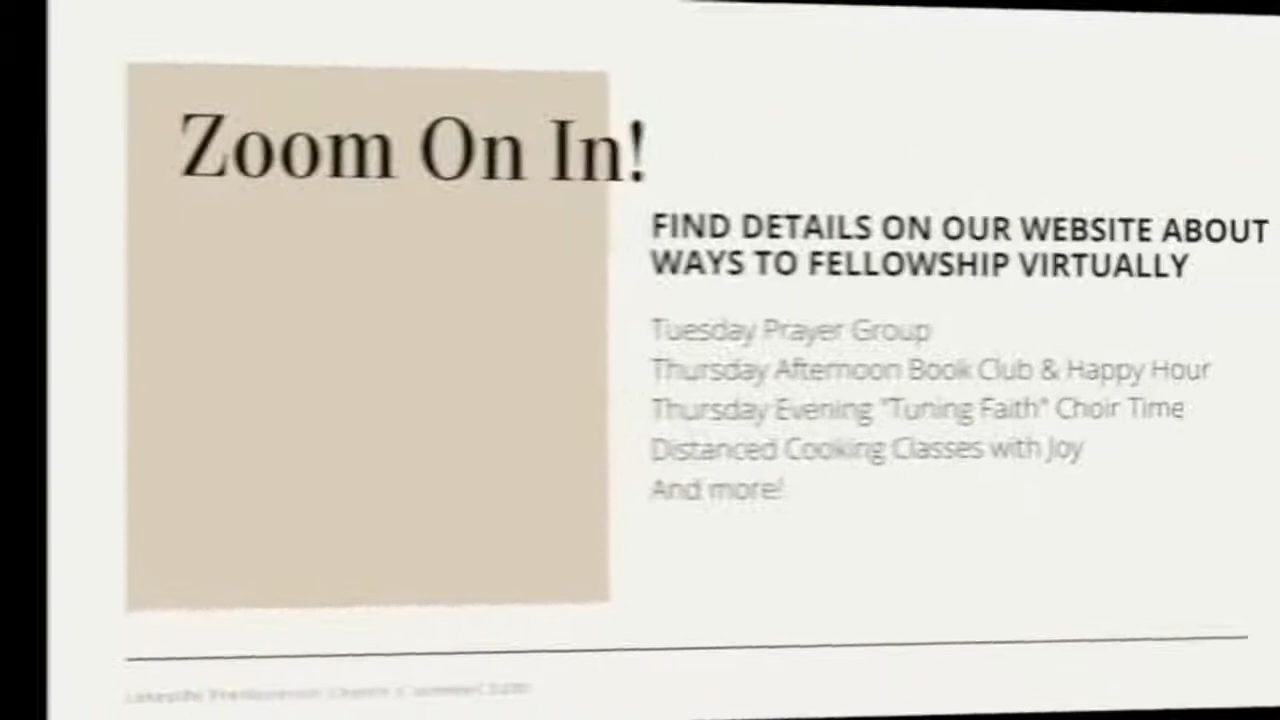 Zoom On In!
FIND DETAILS ON OUR WEBSITE ABOUT
WAYS TO FELLOWSHIP VIRTUALLY
Tuesday Prayer Group
Thursday Afternoon Book Club & Happy Hour
Thursday Evening "Tuning Faith" Choir Time
Distanced Cooking Classes with Joy
And more!